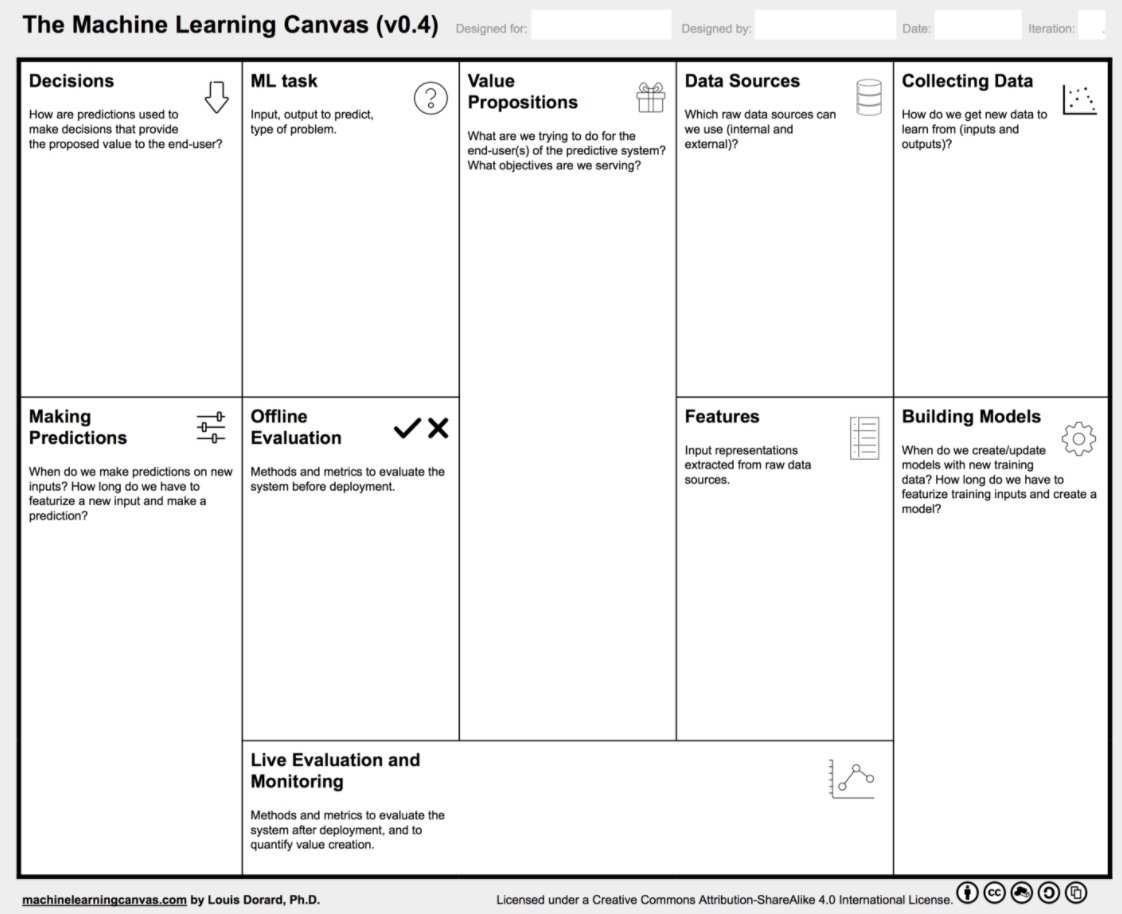 The Machine Learning Canvas (v0.4)
Designed for:
Designed by:
Date:
Iteration:
.
Decisions
How are predictions used to
make decisions that provide
the proposed value to the end-user?
ML task
Input, output to predict,
type of problem.
Value
Propositions
What are we trying to do for the
end-user(s) of the predictive system?
What objectives are we serving?
Data Sources
Which raw data sources can
we use (internal and
external)?
Collecting Data
How do we get new data to
learn from (inputs and
outputs)?
Making
Predictions
When do we make predictions on new
inputs? How long do we have to
featurize a new input and make a
prediction?
Offline
Evaluation
Methods and metrics to evaluate the
system before deployment.
Features
Input representations
extracted from raw data
sources.
Building Models
When do we create/update
models with new training
data? How long do we have to
featurize training inputs and create a
model?
Live Evaluation and
Monitoring
Methods and metrics to evaluate the
system after deployment, and to
quantify value creation.
machinelearningcanvas.com by Louis Dorard, Ph.D.
Licensed under a Creative Commons Attribution-ShareAlike 4.0 International License.
cc